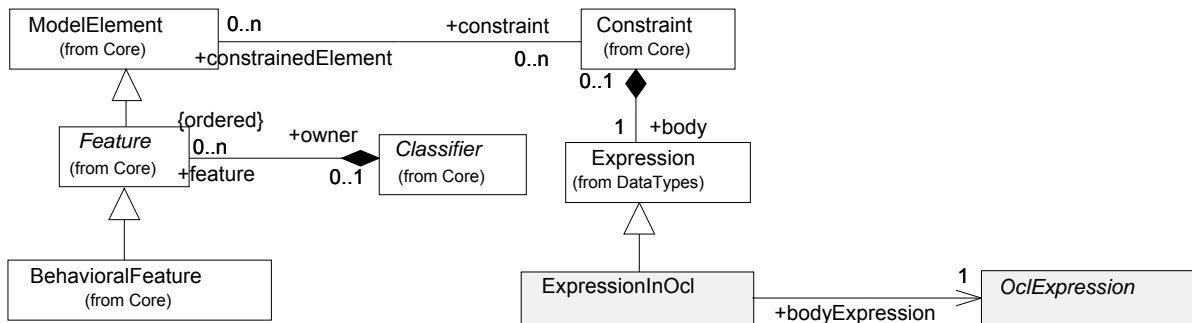 ModelElement
(from Core)
0..n
+constrainedElement
+constraint
0..n
Constraint
(from Core)
0..1
1
+body
{ordered}
0..n
+feature
+owner
0..1
Feature
(from Core)
Classifier
(from Core)
Expression
(from DataTypes)
BehavioralFeature
(from Core)
ExpressionInOcl
1
+bodyExpression
OclExpression